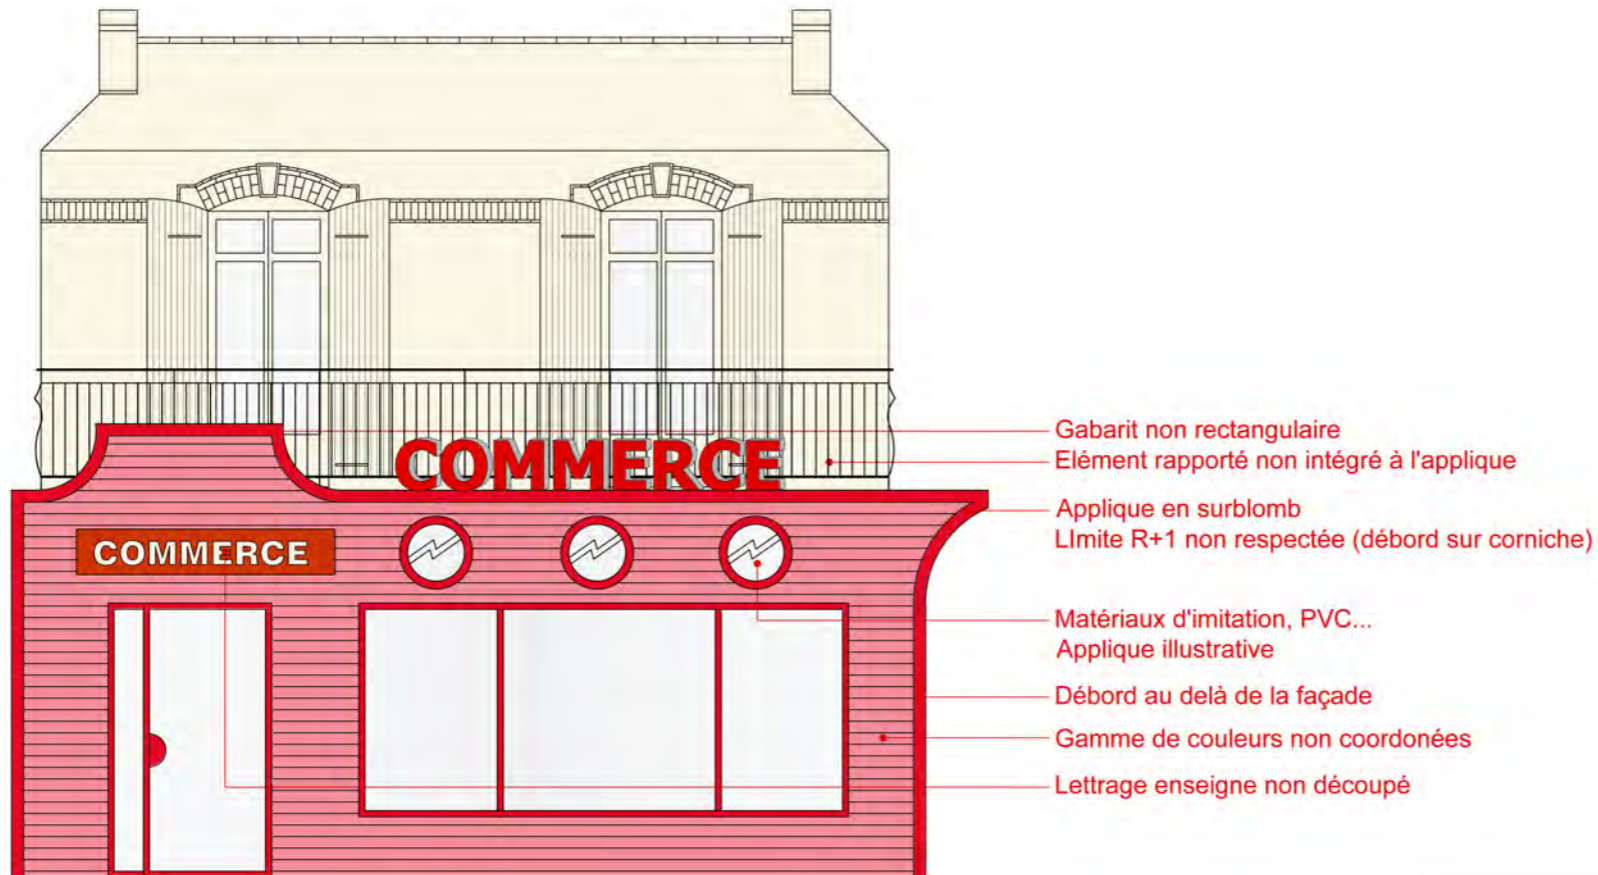 COMMERCE
COMMERCE
Gabarit non rectangulaire
Elément rapporté non intégré à l'applique
Applique en surblomb
LImite R+1 non respectée (débord sur corniche)
Matériaux d'imitation, PVC...
Applique illustrative
Débord au delà de la façade
Gamme de couleurs non coordonées
Lettrage enseigne non découpé